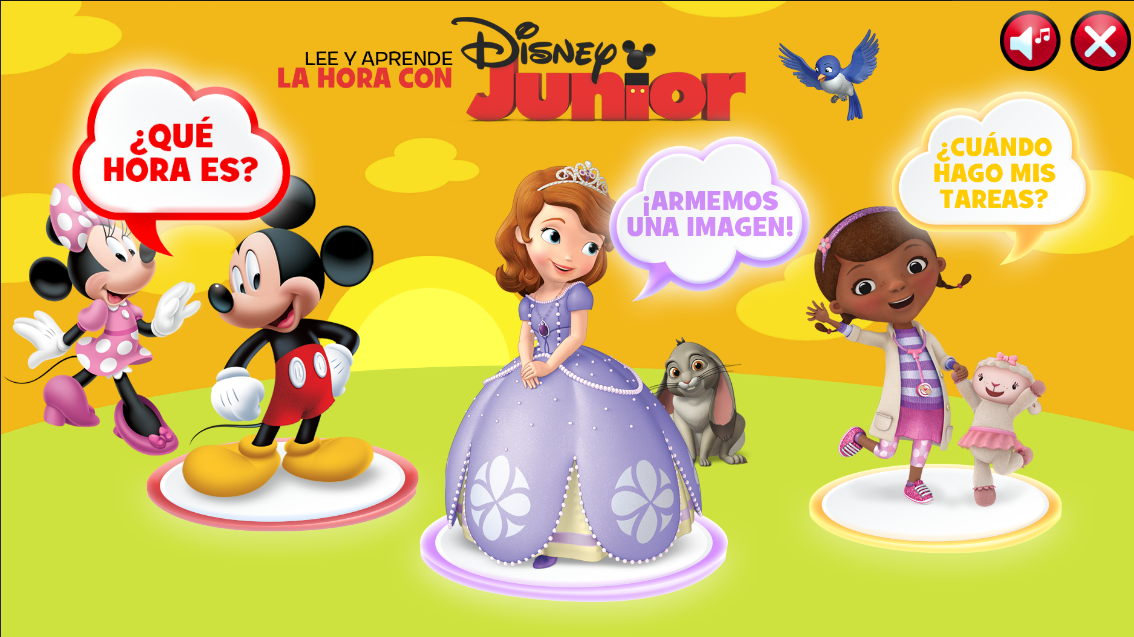 LEE Y APRENDE
LA HORA CON
Disney
Junior
¿QUÉ
HORA ES?
¡ARMEMOS
UNA IMAGEN!
¿CUÁNDO
HAGO MIS
TAREAS?